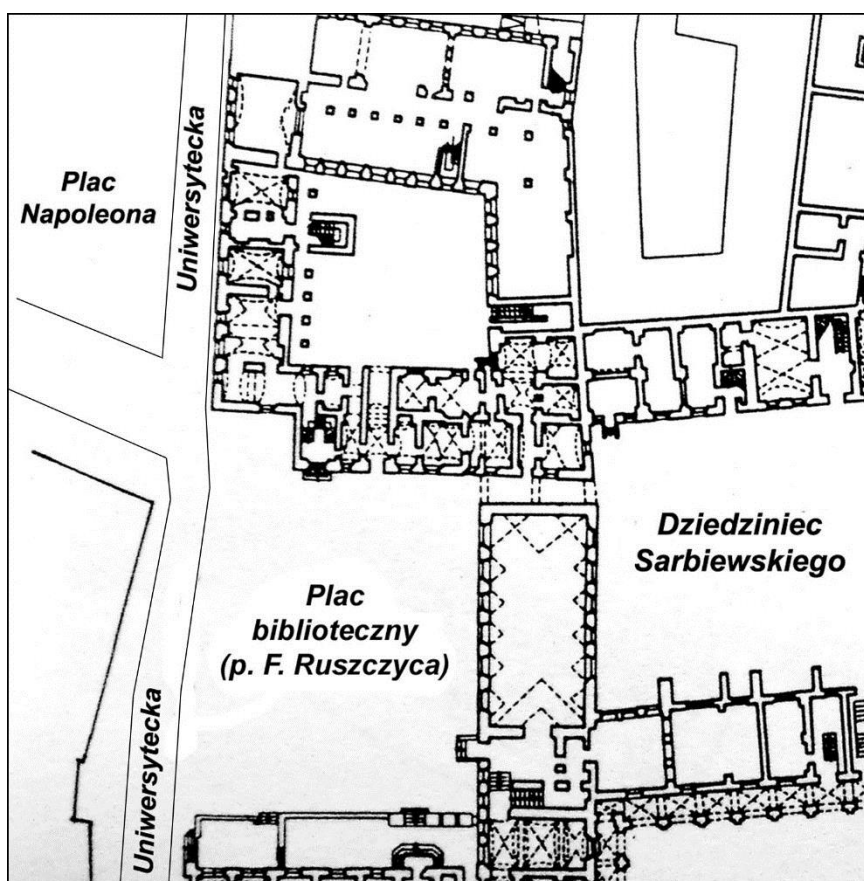 Plac
Napoleona
Uniwersytecka
Dziedziniec
Sarbiewskiego
Plac
biblioteczny
(p. F. Ruszczyca)
Uniwersytecka